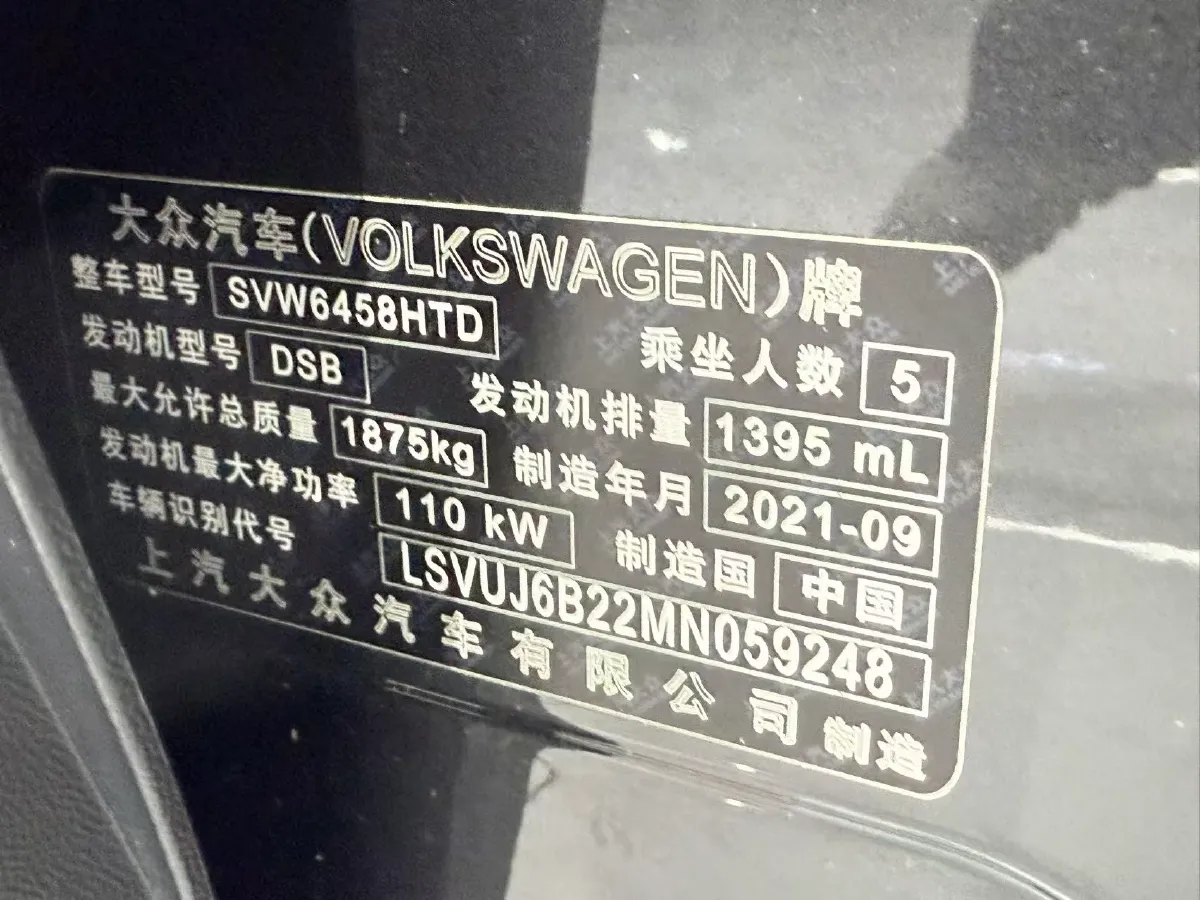 大众汽车(VOLKSWAGEN)牌
整车型号 SVW6458HTD 乘坐人数 5
发动机型号 DSB 发动机排量 1395 mL
最大允许总质量 1875kg 制造年月 2021-09
发动机最大净功率 110 kW 制造国 中国
车辆识别代号 LSVUJ6B22MN059248
上汽大众汽车有限公司制造